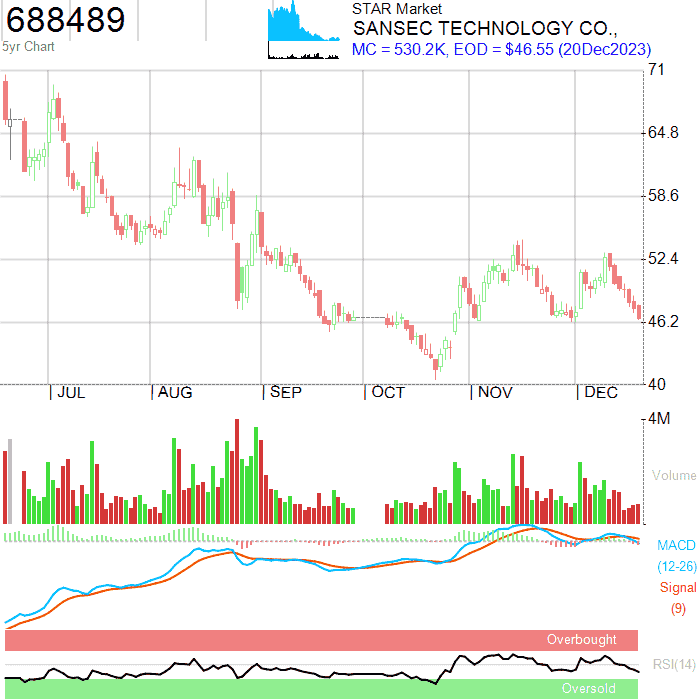 688489
5yr Chart
STAR Market
SANSEC TECHNOLOGY CO.,
MC = 530.2K, EOD = $46.55 (20Dec2023)
71
64.8
58.6
52.4
46.2
40
JUL
AUG
SEP
OCT
NOV
DEC
4M
Volume
MACD
(12-26)
Signal
(9)
Overbought
RSI(14)
Oversold